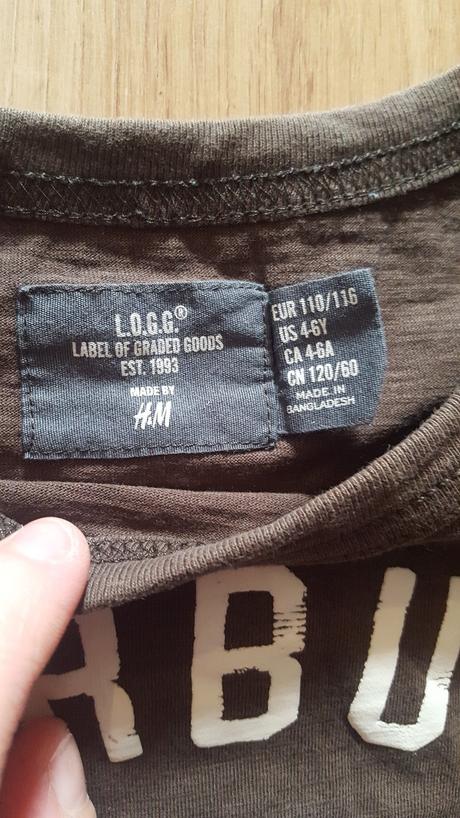 L.O.G.G.®
LABEL OF GRADED GOODS
EST. 1993
MADE BY
H&M
EUR 110/116
US 4-6Y
CA 4-6A
CN 120/60
MADE IN
BANGLADESH
RBU